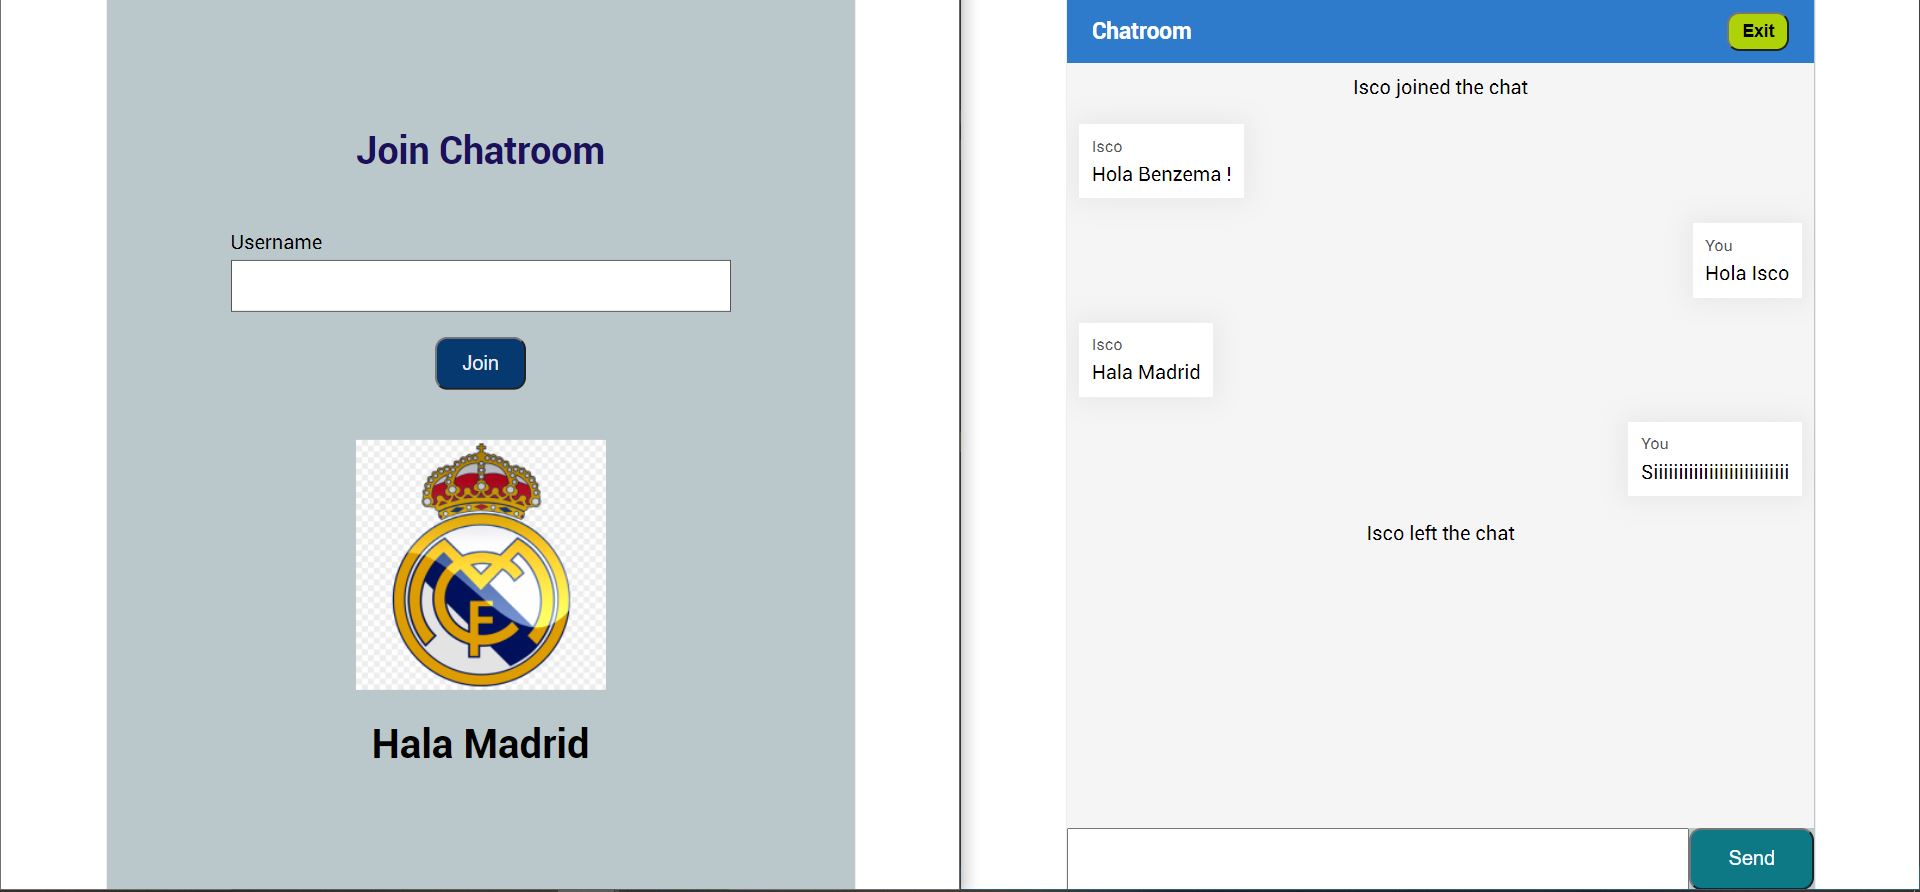 Join Chatroom
Username
Join
Hala Madrid
Chatroom
Exit
Isco joined the chat
Isco
Hola Benzema !
You
Hola Isco
Isco
Hala Madrid
You
Siiiiiiiiiiiiiiiiiiiiiiiiiii
Isco left the chat
Send